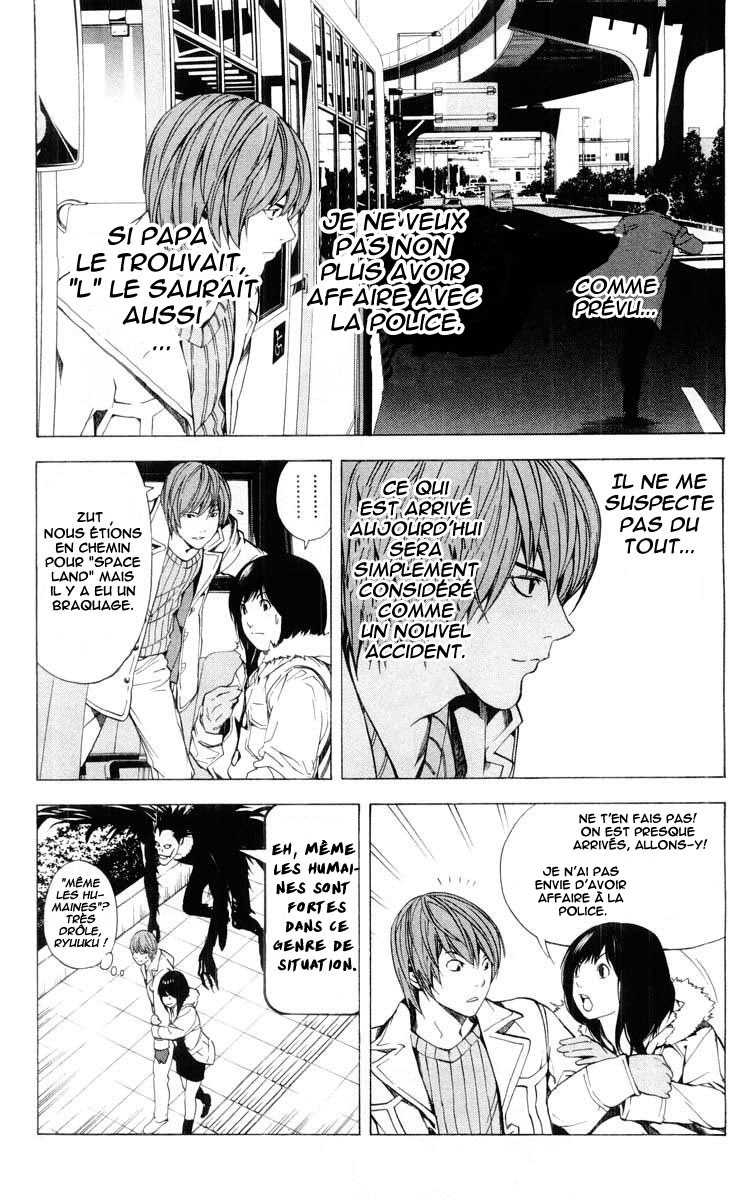 COMME
PRÉVU...
JE NE VEUX
PAS NON
PLUS AVOIR
AFFAIRE AVEC
LA POLICE.
SI PAPA
LE TROUVAIT,
"L" LE SAURAIT
AUSSI
...
IL NE ME
SUSPECTE
PAS DU
TOUT...
CE QUI
EST ARRIVÉ
AUJOURD'HUI
SERA
SIMPLEMENT
CONSIDÉRÉ
COMME
UN NOUVEL
ACCIDENT.
ZUT ,
NOUS ÉTIONS
EN CHEMIN
POUR "SPACE
LAND" MAIS
IL Y A EU UN
BRAQUAGE.
NE T'EN FAIS PAS!
ON EST PRESQUE
ARRIVÉS, ALLONS-Y!
JE N'AI PAS
ENVIE D'AVOIR
AFFAIRE À LA
POLICE.
EH, MÊME
LES HUMAI-
NES SONT
FORTES
DANS CE
GENRE DE
SITUATION.
"MÊME
LES HU-
MAINES"?
TRÈS
DRÔLE,
RYUUKU !